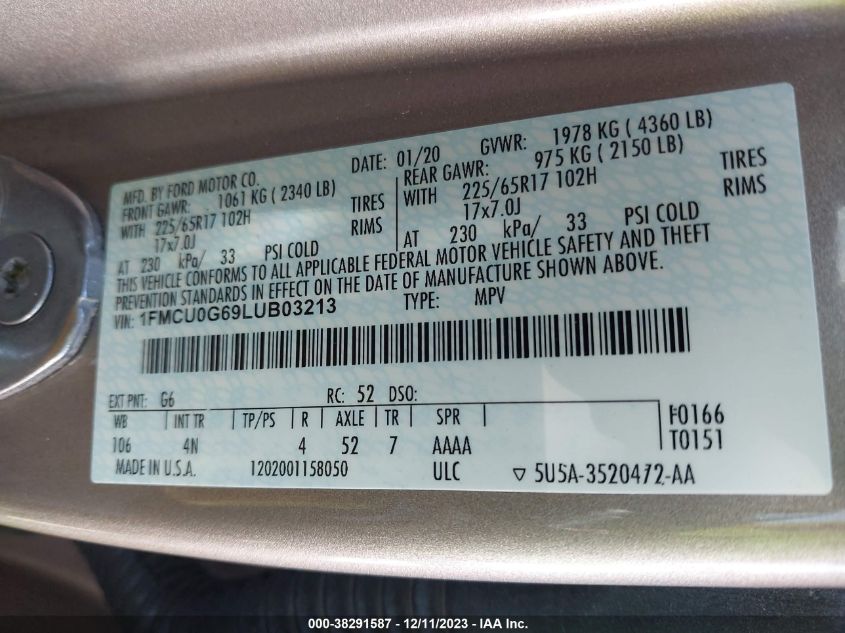 MFD. BY FORD MOTOR CO. DATE: 01/20 GVWR: 1978 KG ( 4360 LB)
FRONT GAWR: 1061 KG ( 2340 LB) REAR GAWR: 975 KG ( 2150 LB)
WITH 225/65R17 102H TIRES WITH 225/65R17 102H TIRES
17x7.0J RIMS 17x7.0J RIMS
AT 230 kPa/ 33 PSI COLD AT 230 kPa/ 33 PSI COLD
THIS VEHICLE CONFORMS TO ALL APPLICABLE FEDERAL MOTOR VEHICLE SAFETY AND THEFT
PREVENTION STANDARDS IN EFFECT ON THE DATE OF MANUFACTURE SHOWN ABOVE.
VIN: 1FMCU0G69LUB03213 TYPE: MPV
EXT PNT: G6 RC: 52 DSO:
WB INT TR TP/PS R AXLE TR SPR F0166
106 4N 4 52 7 AAAA T0151
MADE IN U.S.A. 1202001158050 ULC ▽ 5U5A-3520472-AA
000-38291587 - 12/11/2023 - IAA Inc.